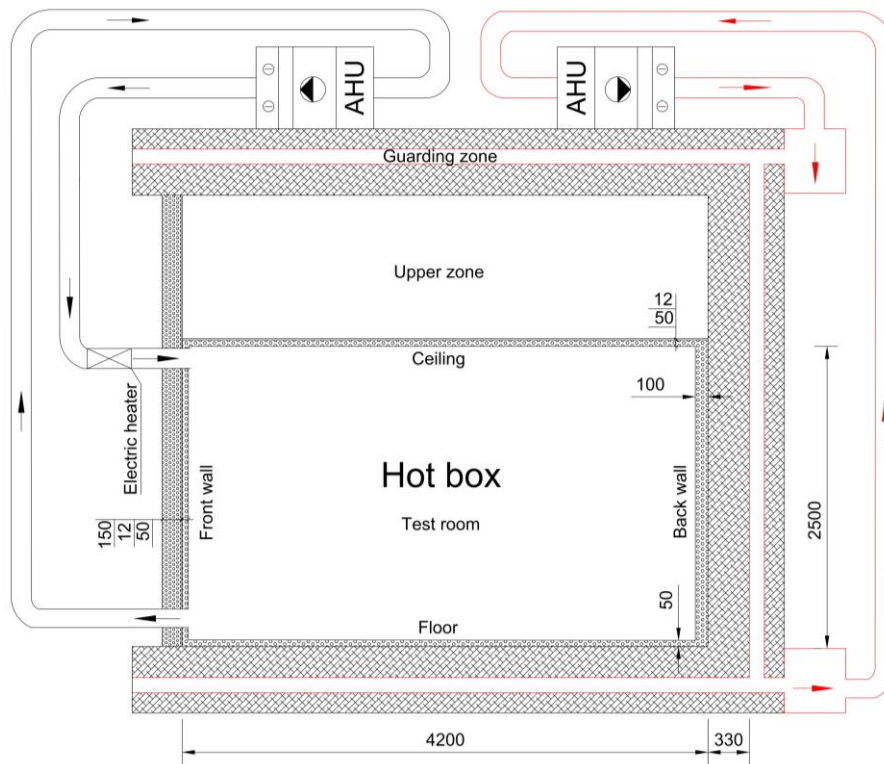 AHU
AHU
Guarding zone
Upper zone
12
50
Ceiling
100
Electric heater
Front wall
Hot box
Test room
Back wall
2500
150
12
50
50
Floor
4200
330